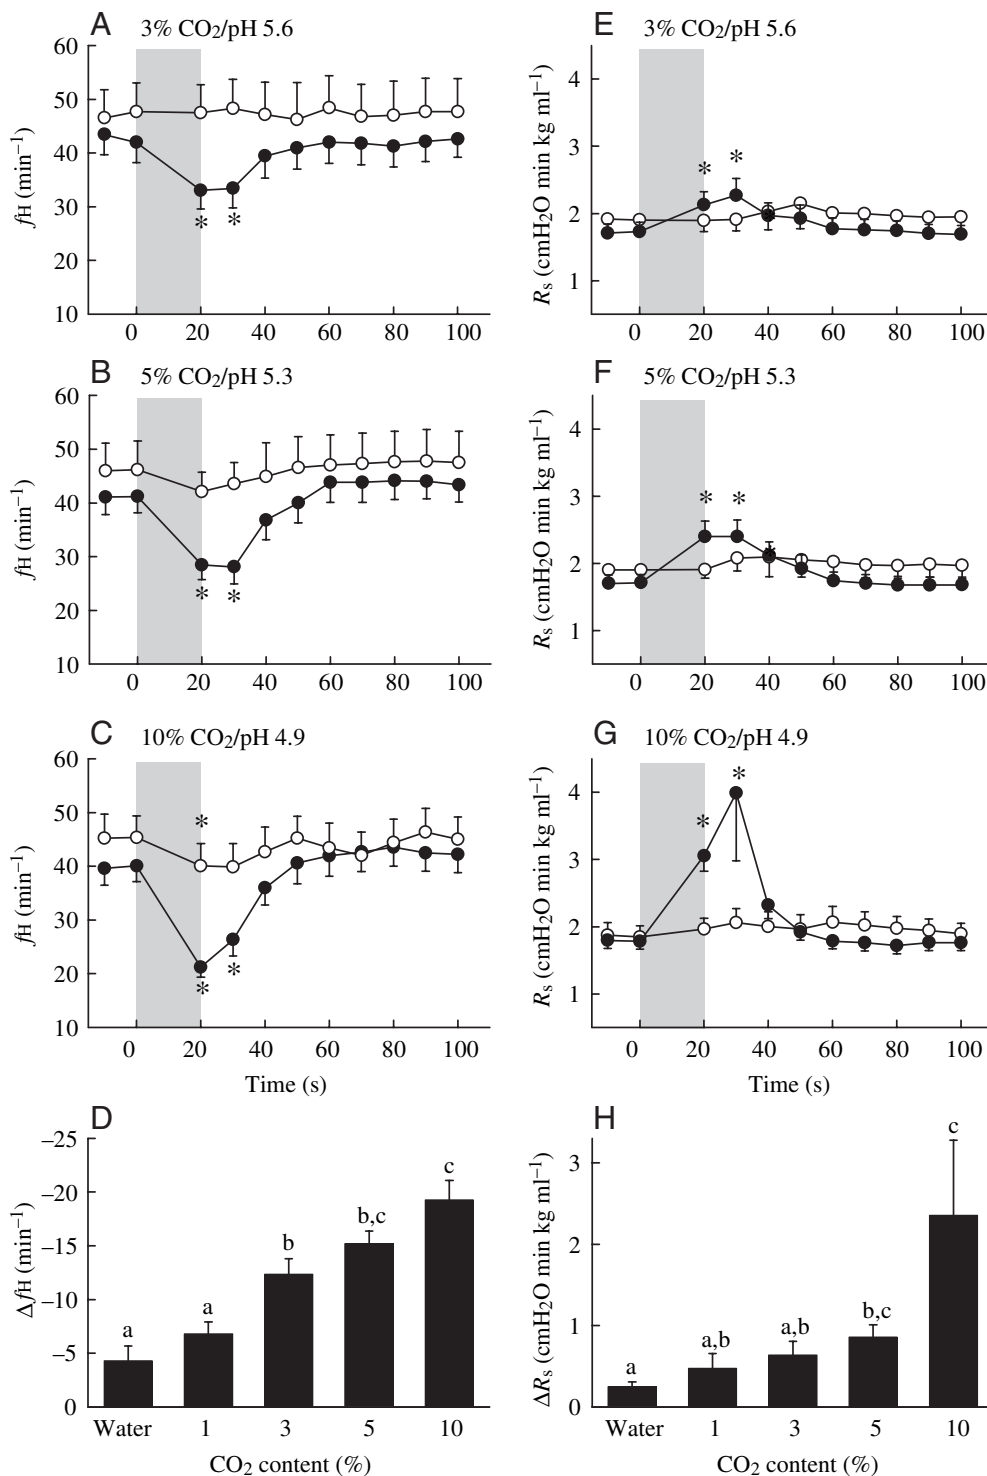 A 3% CO₂/pH 5.6
60
50
40
30
20
10
fH (min⁻¹)
* *
0 20 40 60 80 100
B 5% CO₂/pH 5.3
60
50
40
30
20
10
fH (min⁻¹)
* *
0 20 40 60 80 100
C 10% CO₂/pH 4.9
60
50
40
30
20
10
fH (min⁻¹)
*
* *
0 20 40 60 80 100
Time (s)
D
–25
–20
–15
–10
–5
0
ΔfH (min⁻¹)
a a b b,c c
Water 1 3 5 10
CO₂ content (%)
E 3% CO₂/pH 5.6
4
3
2
1
Rs (cmH₂O min kg ml⁻¹)
* *
0 20 40 60 80 100
F 5% CO₂/pH 5.3
4
3
2
1
Rs (cmH₂O min kg ml⁻¹)
* *
0 20 40 60 80 100
G 10% CO₂/pH 4.9
4
3
2
1
Rs (cmH₂O min kg ml⁻¹)
* *
0 20 40 60 80 100
Time (s)
H
3
2
1
0
ΔRs (cmH₂O min kg ml⁻¹)
a a,b a,b b,c c
Water 1 3 5 10
CO₂ content (%)